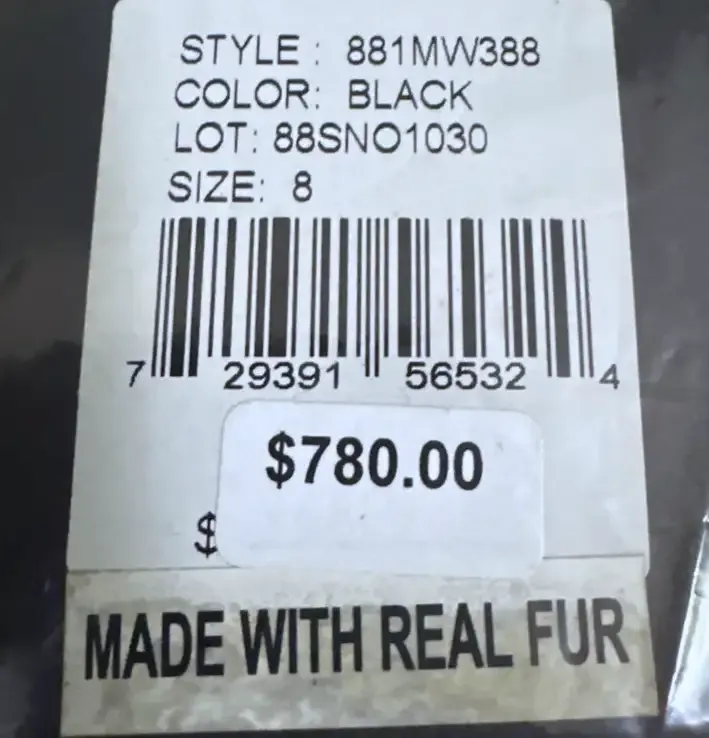 STYLE : 881MW388
COLOR: BLACK
LOT: 88SNO1030
SIZE: 8
7 29391 56532 4
$780.00
$
MADE WITH REAL FUR